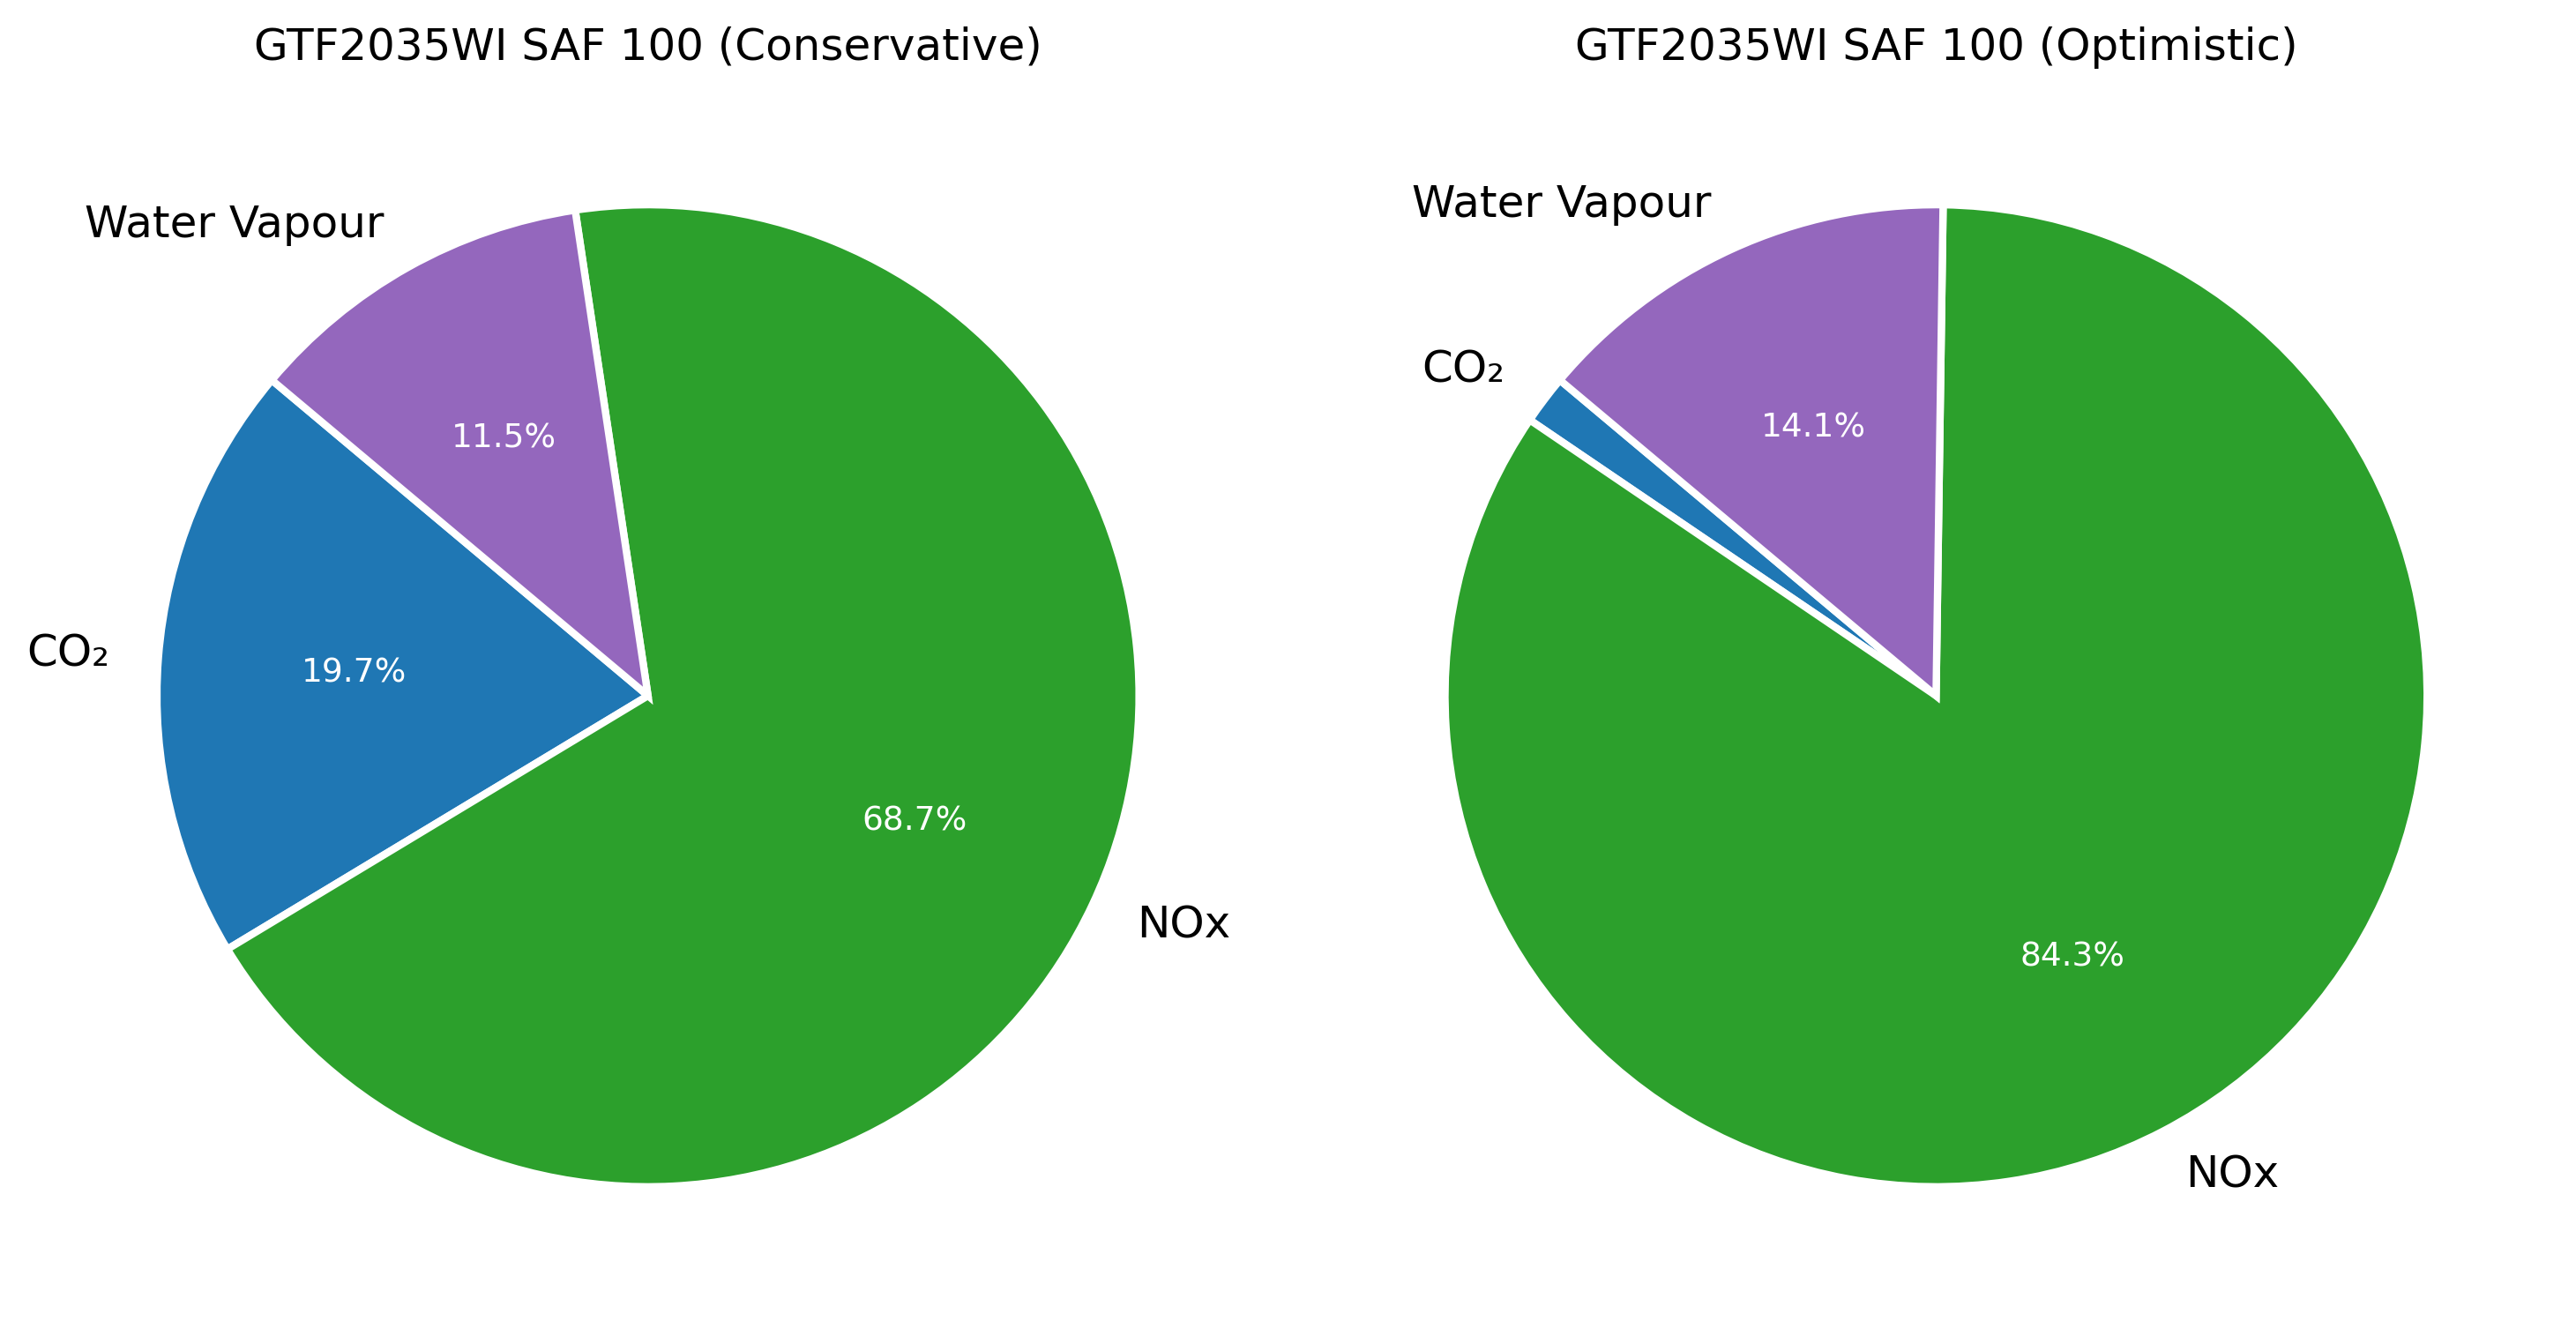 GTF2035WI SAF 100 (Conservative)
Water Vapour
11.5%
CO₂
19.7%
68.7%
NOx
GTF2035WI SAF 100 (Optimistic)
Water Vapour
CO₂
14.1%
84.3%
NOx